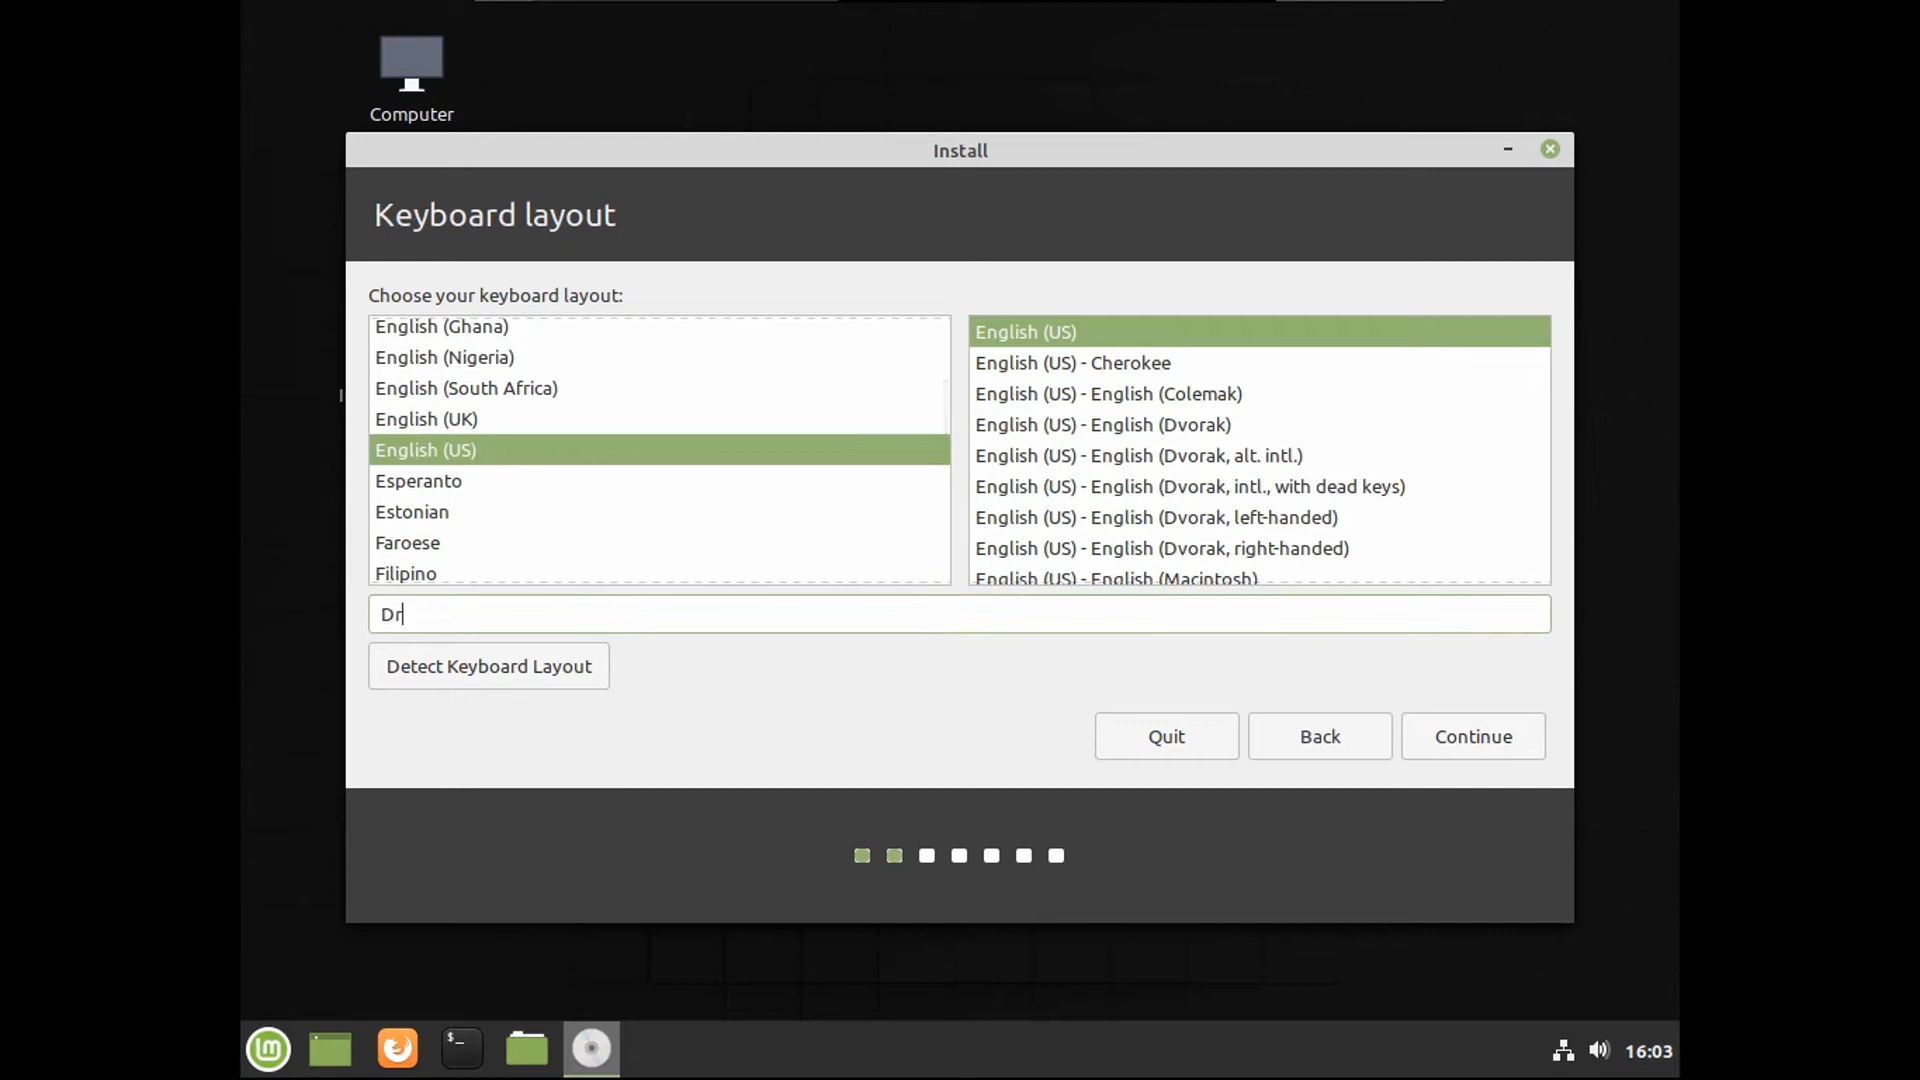 Computer
Install
Keyboard layout
Choose your keyboard layout:
English (Ghana)
English (Nigeria)
English (South Africa)
English (UK)
English (US)
Esperanto
Estonian
Faroese
Filipino
English (US)
English (US) - Cherokee
English (US) - English (Colemak)
English (US) - English (Dvorak)
English (US) - English (Dvorak, alt. intl.)
English (US) - English (Dvorak, intl., with dead keys)
English (US) - English (Dvorak, left-handed)
English (US) - English (Dvorak, right-handed)
English (US) - English (Macintosh)
Dr
Detect Keyboard Layout
Quit
Back
Continue
$_
16:03